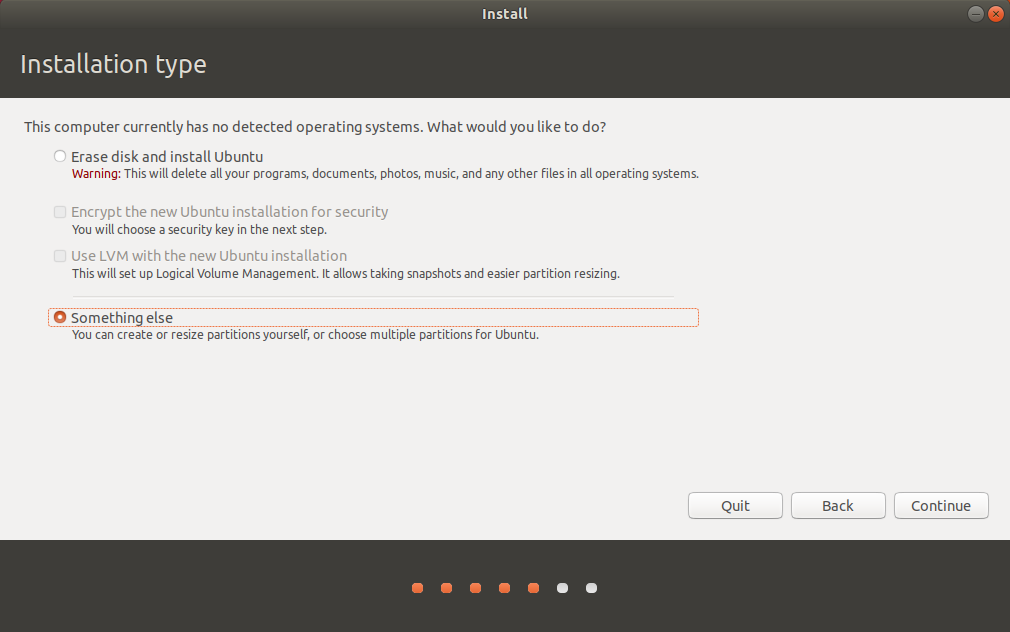 Install
Installation type
This computer currently has no detected operating systems. What would you like to do?
Erase disk and install Ubuntu
Warning: This will delete all your programs, documents, photos, music, and any other files in all operating systems.
Encrypt the new Ubuntu installation for security
You will choose a security key in the next step.
Use LVM with the new Ubuntu installation
This will set up Logical Volume Management. It allows taking snapshots and easier partition resizing.
Something else
You can create or resize partitions yourself, or choose multiple partitions for Ubuntu.
Quit Back Continue